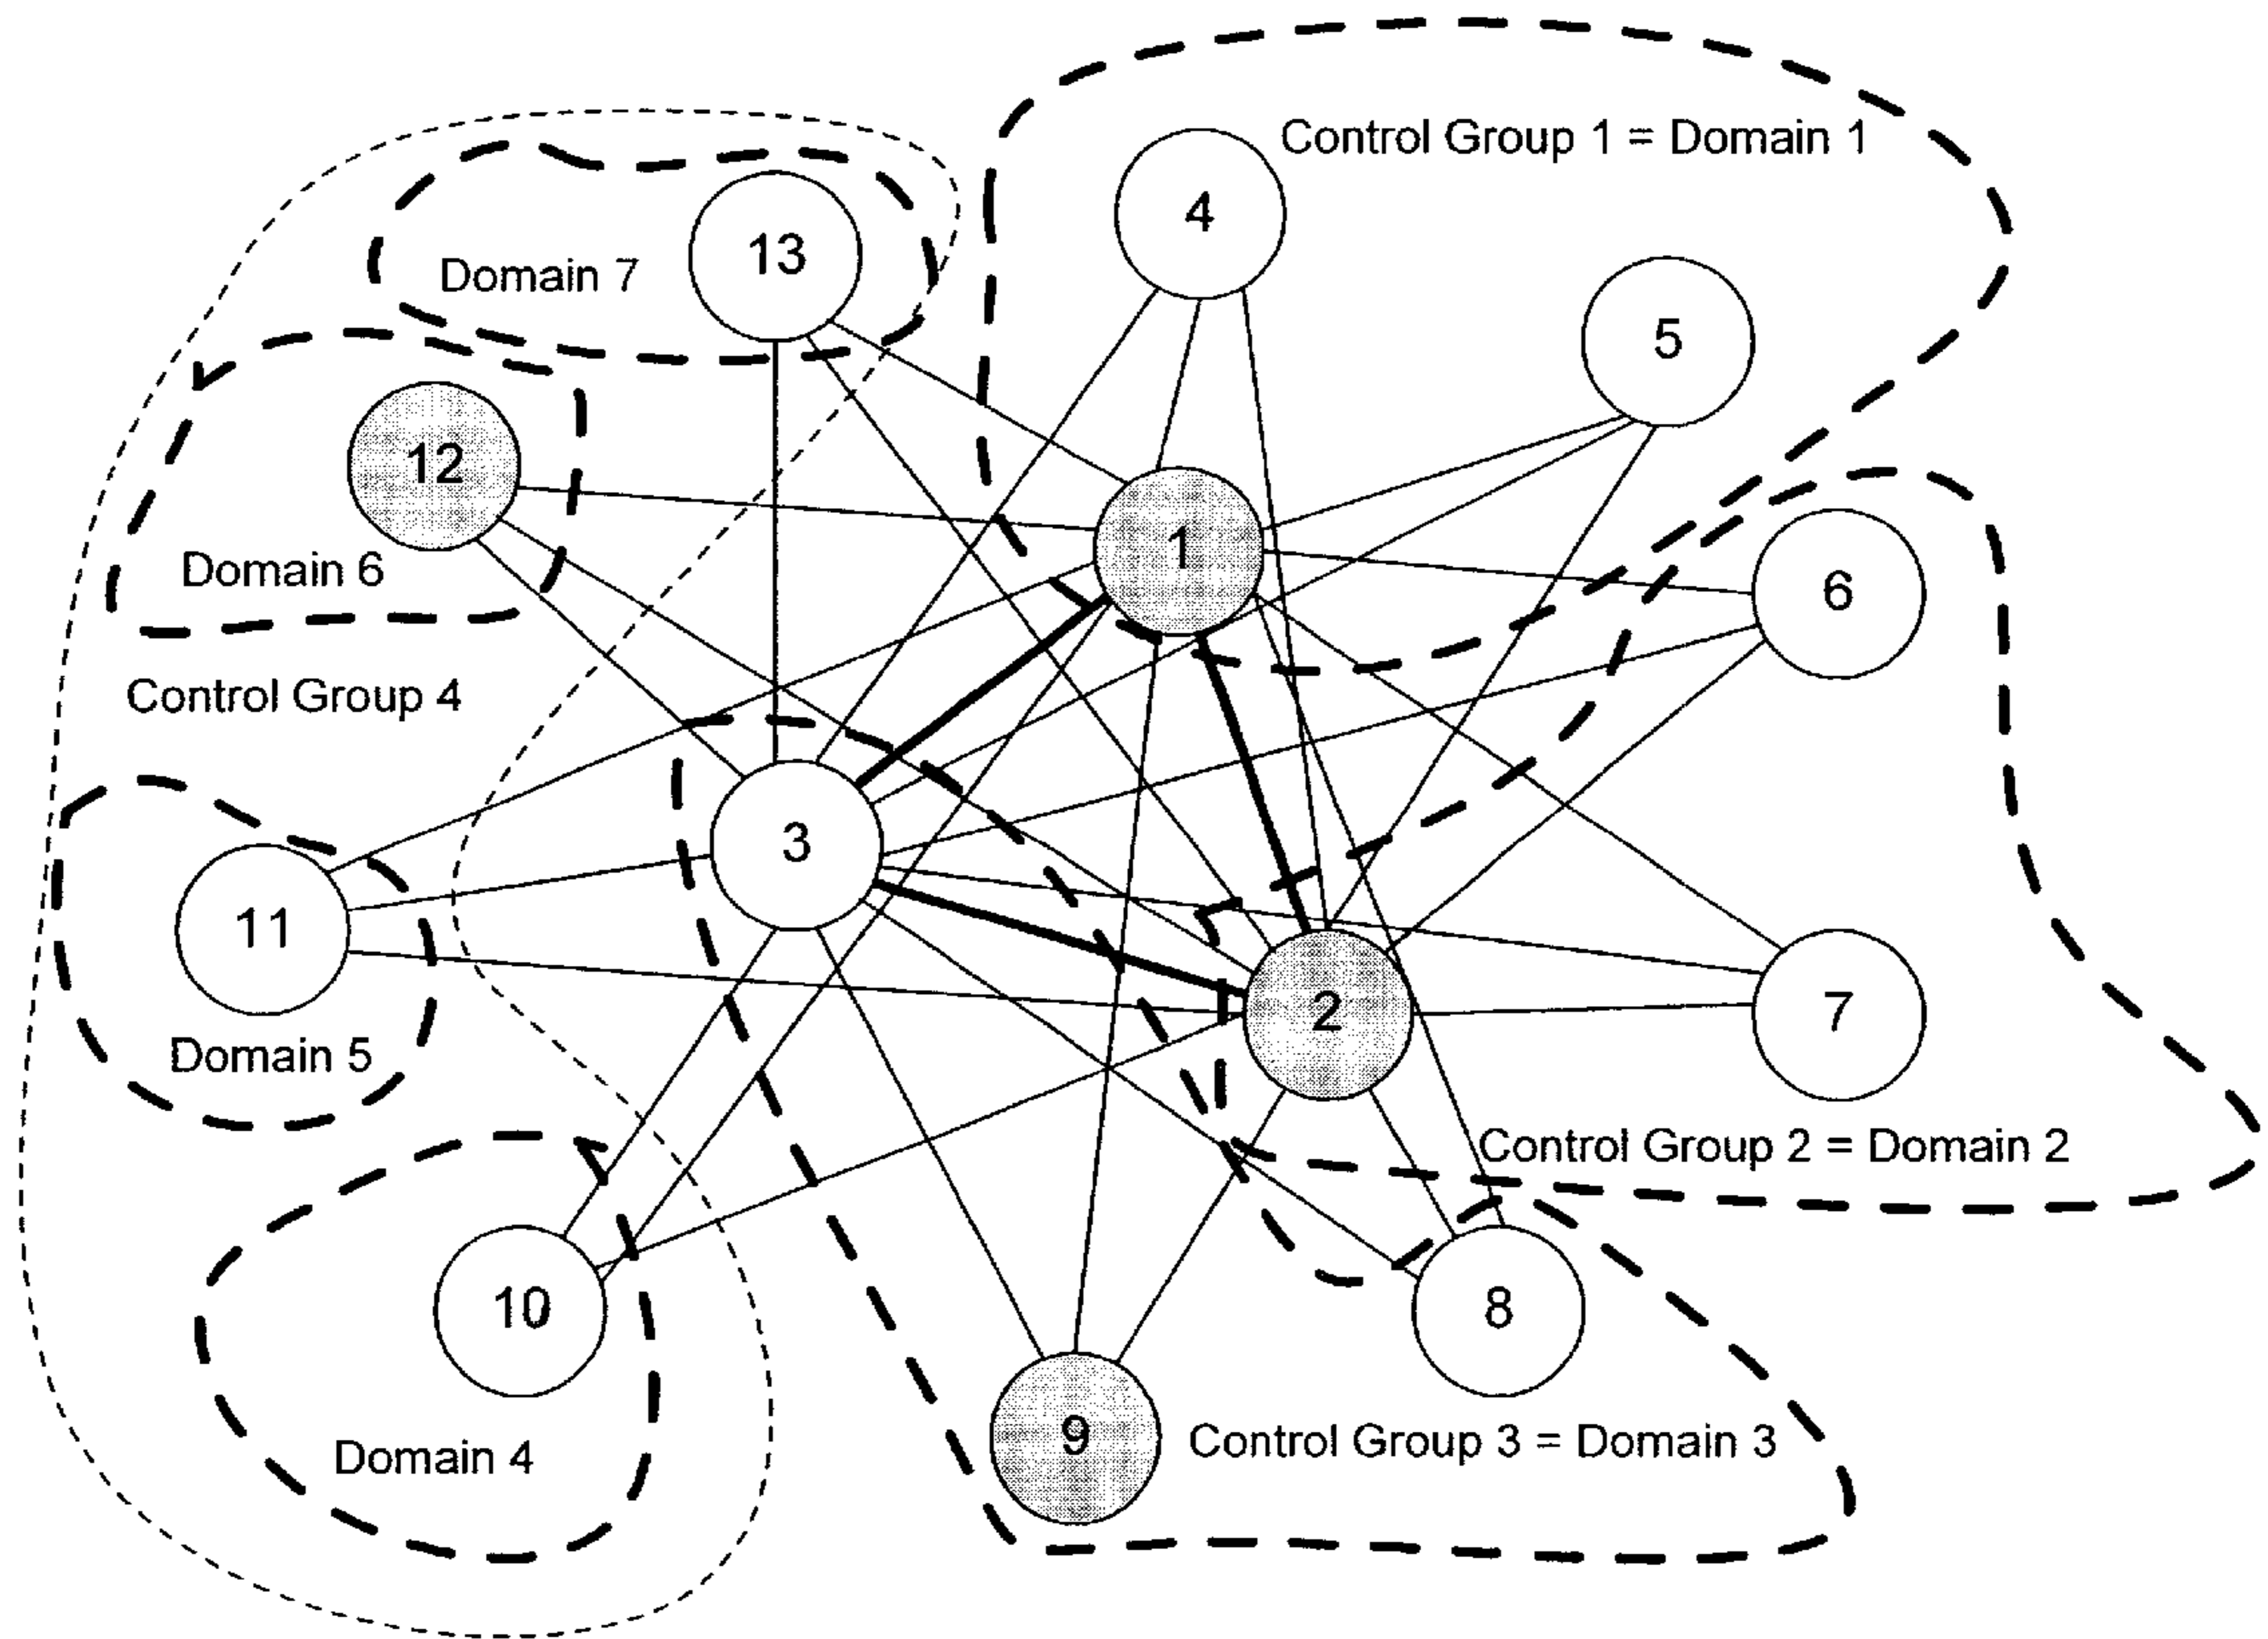 Control Group 1 = Domain 1
4
13
Domain 7
5
12
1
Domain 6
6
Control Group 4
3
11
2
7
Domain 5
Control Group 2 = Domain 2
10
8
9
Control Group 3 = Domain 3
Domain 4